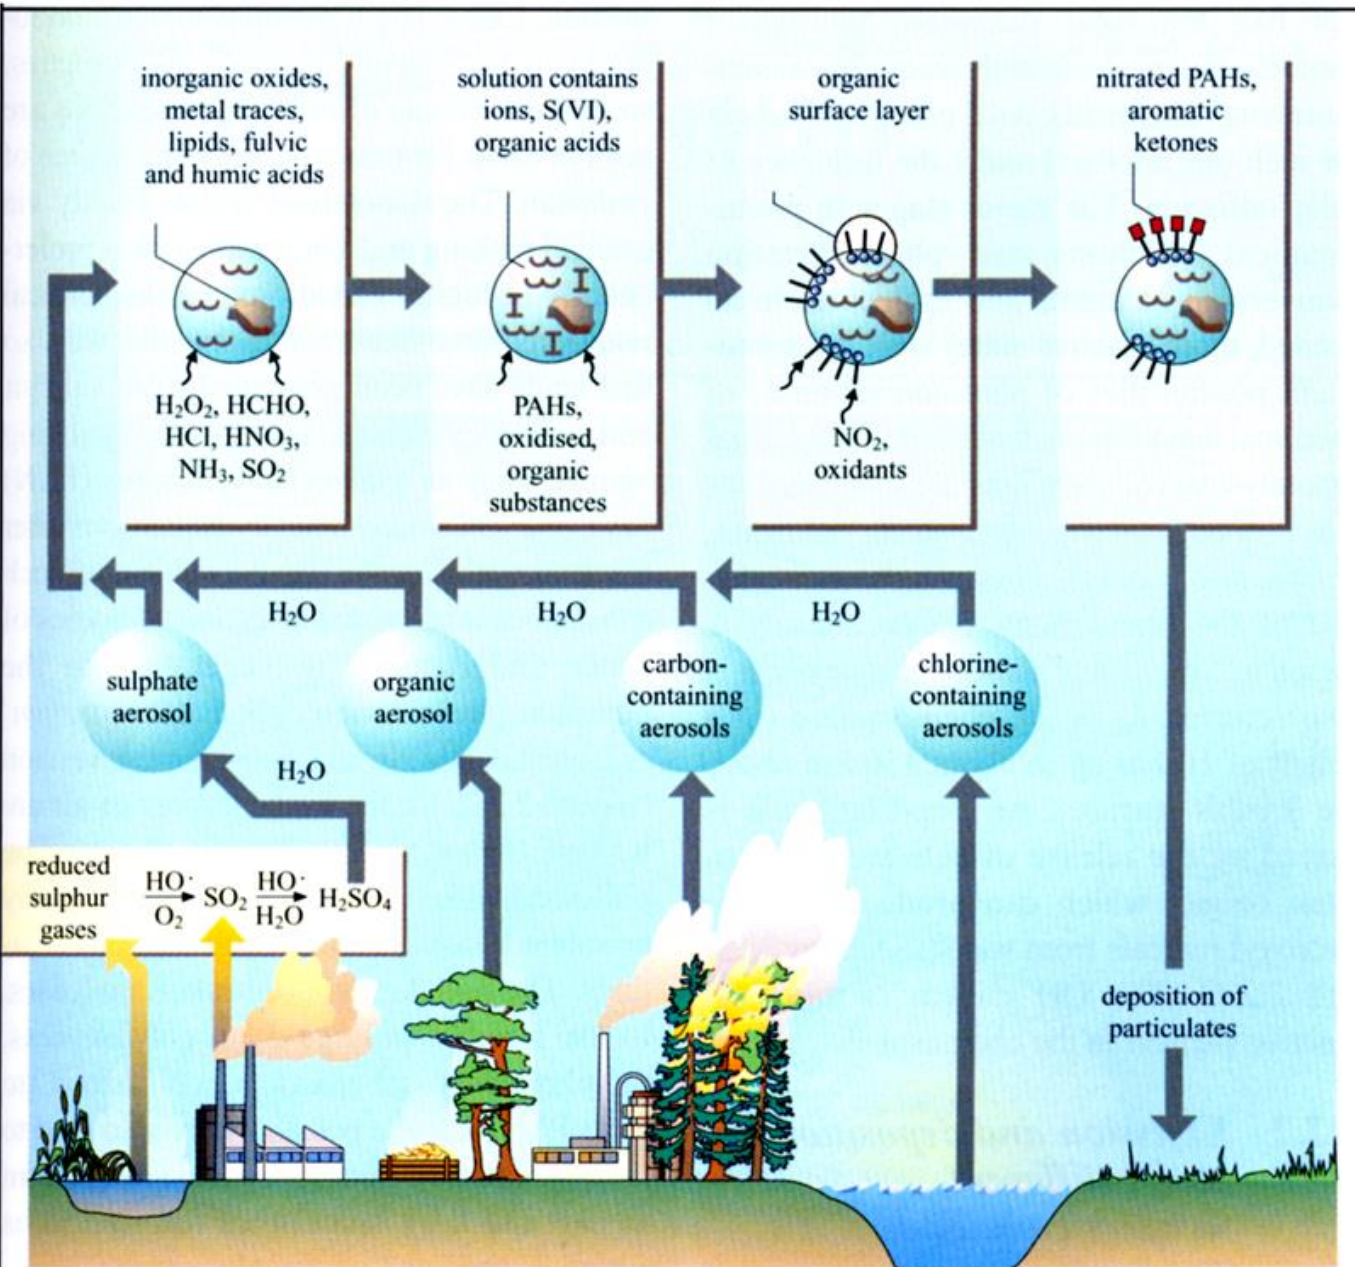 inorganic oxides,
metal traces,
lipids, fulvic
and humic acids
H₂O₂, HCHO,
HCl, HNO₃,
NH₃, SO₂
solution contains
ions, S(VI),
organic acids
PAHs,
oxidised,
organic
substances
organic
surface layer
NO₂,
oxidants
nitrated PAHs,
aromatic
ketones
H₂O
H₂O
H₂O
sulphate
aerosol
organic
aerosol
carbon-
containing
aerosols
chlorine-
containing
aerosols
H₂O
reduced
sulphur
gases
HO·
O₂
SO₂
HO·
H₂O
H₂SO₄
deposition of
particulates